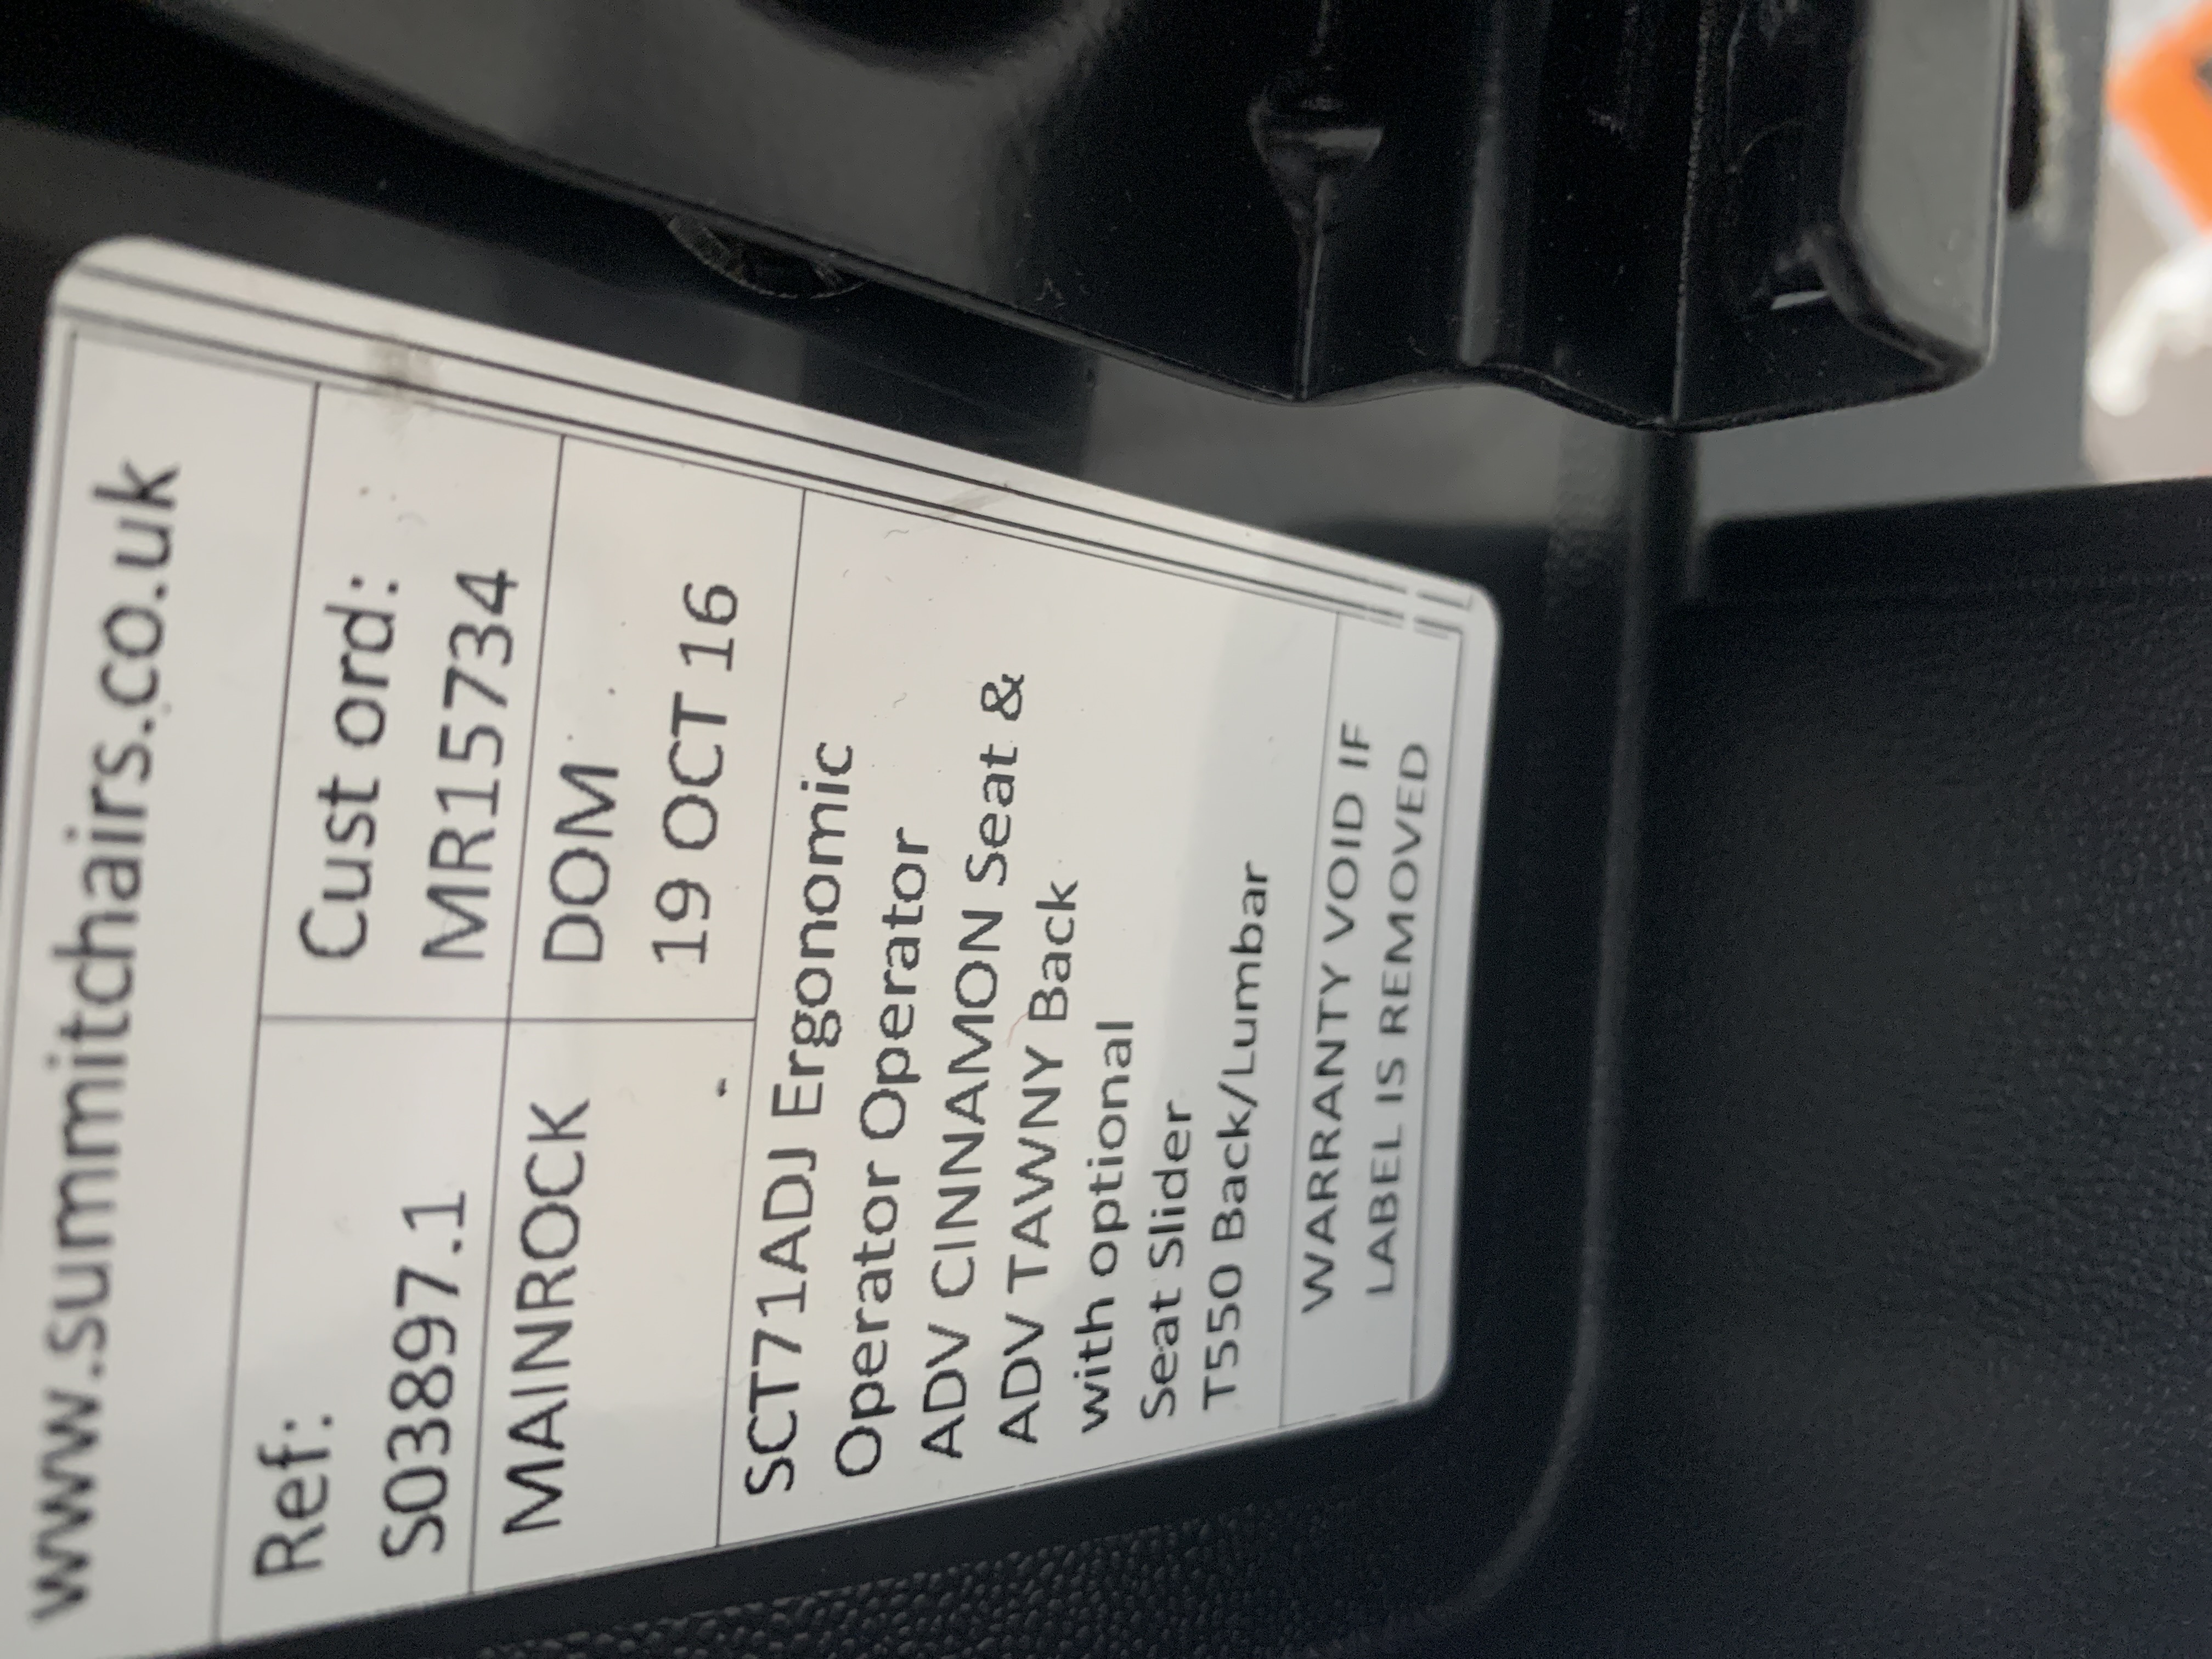 www.summitchairs.co.uk
Ref:
S03897.1
Cust ord:
MR15734
MAINROCK
DOM
19 OCT 16
SCT71ADJ Ergonomic
Operator Operator
ADV CINNAMON Seat &
ADV TAWNY Back
with optional
Seat Slider
T550 Back/Lumbar
WARRANTY VOID IF
LABEL IS REMOVED